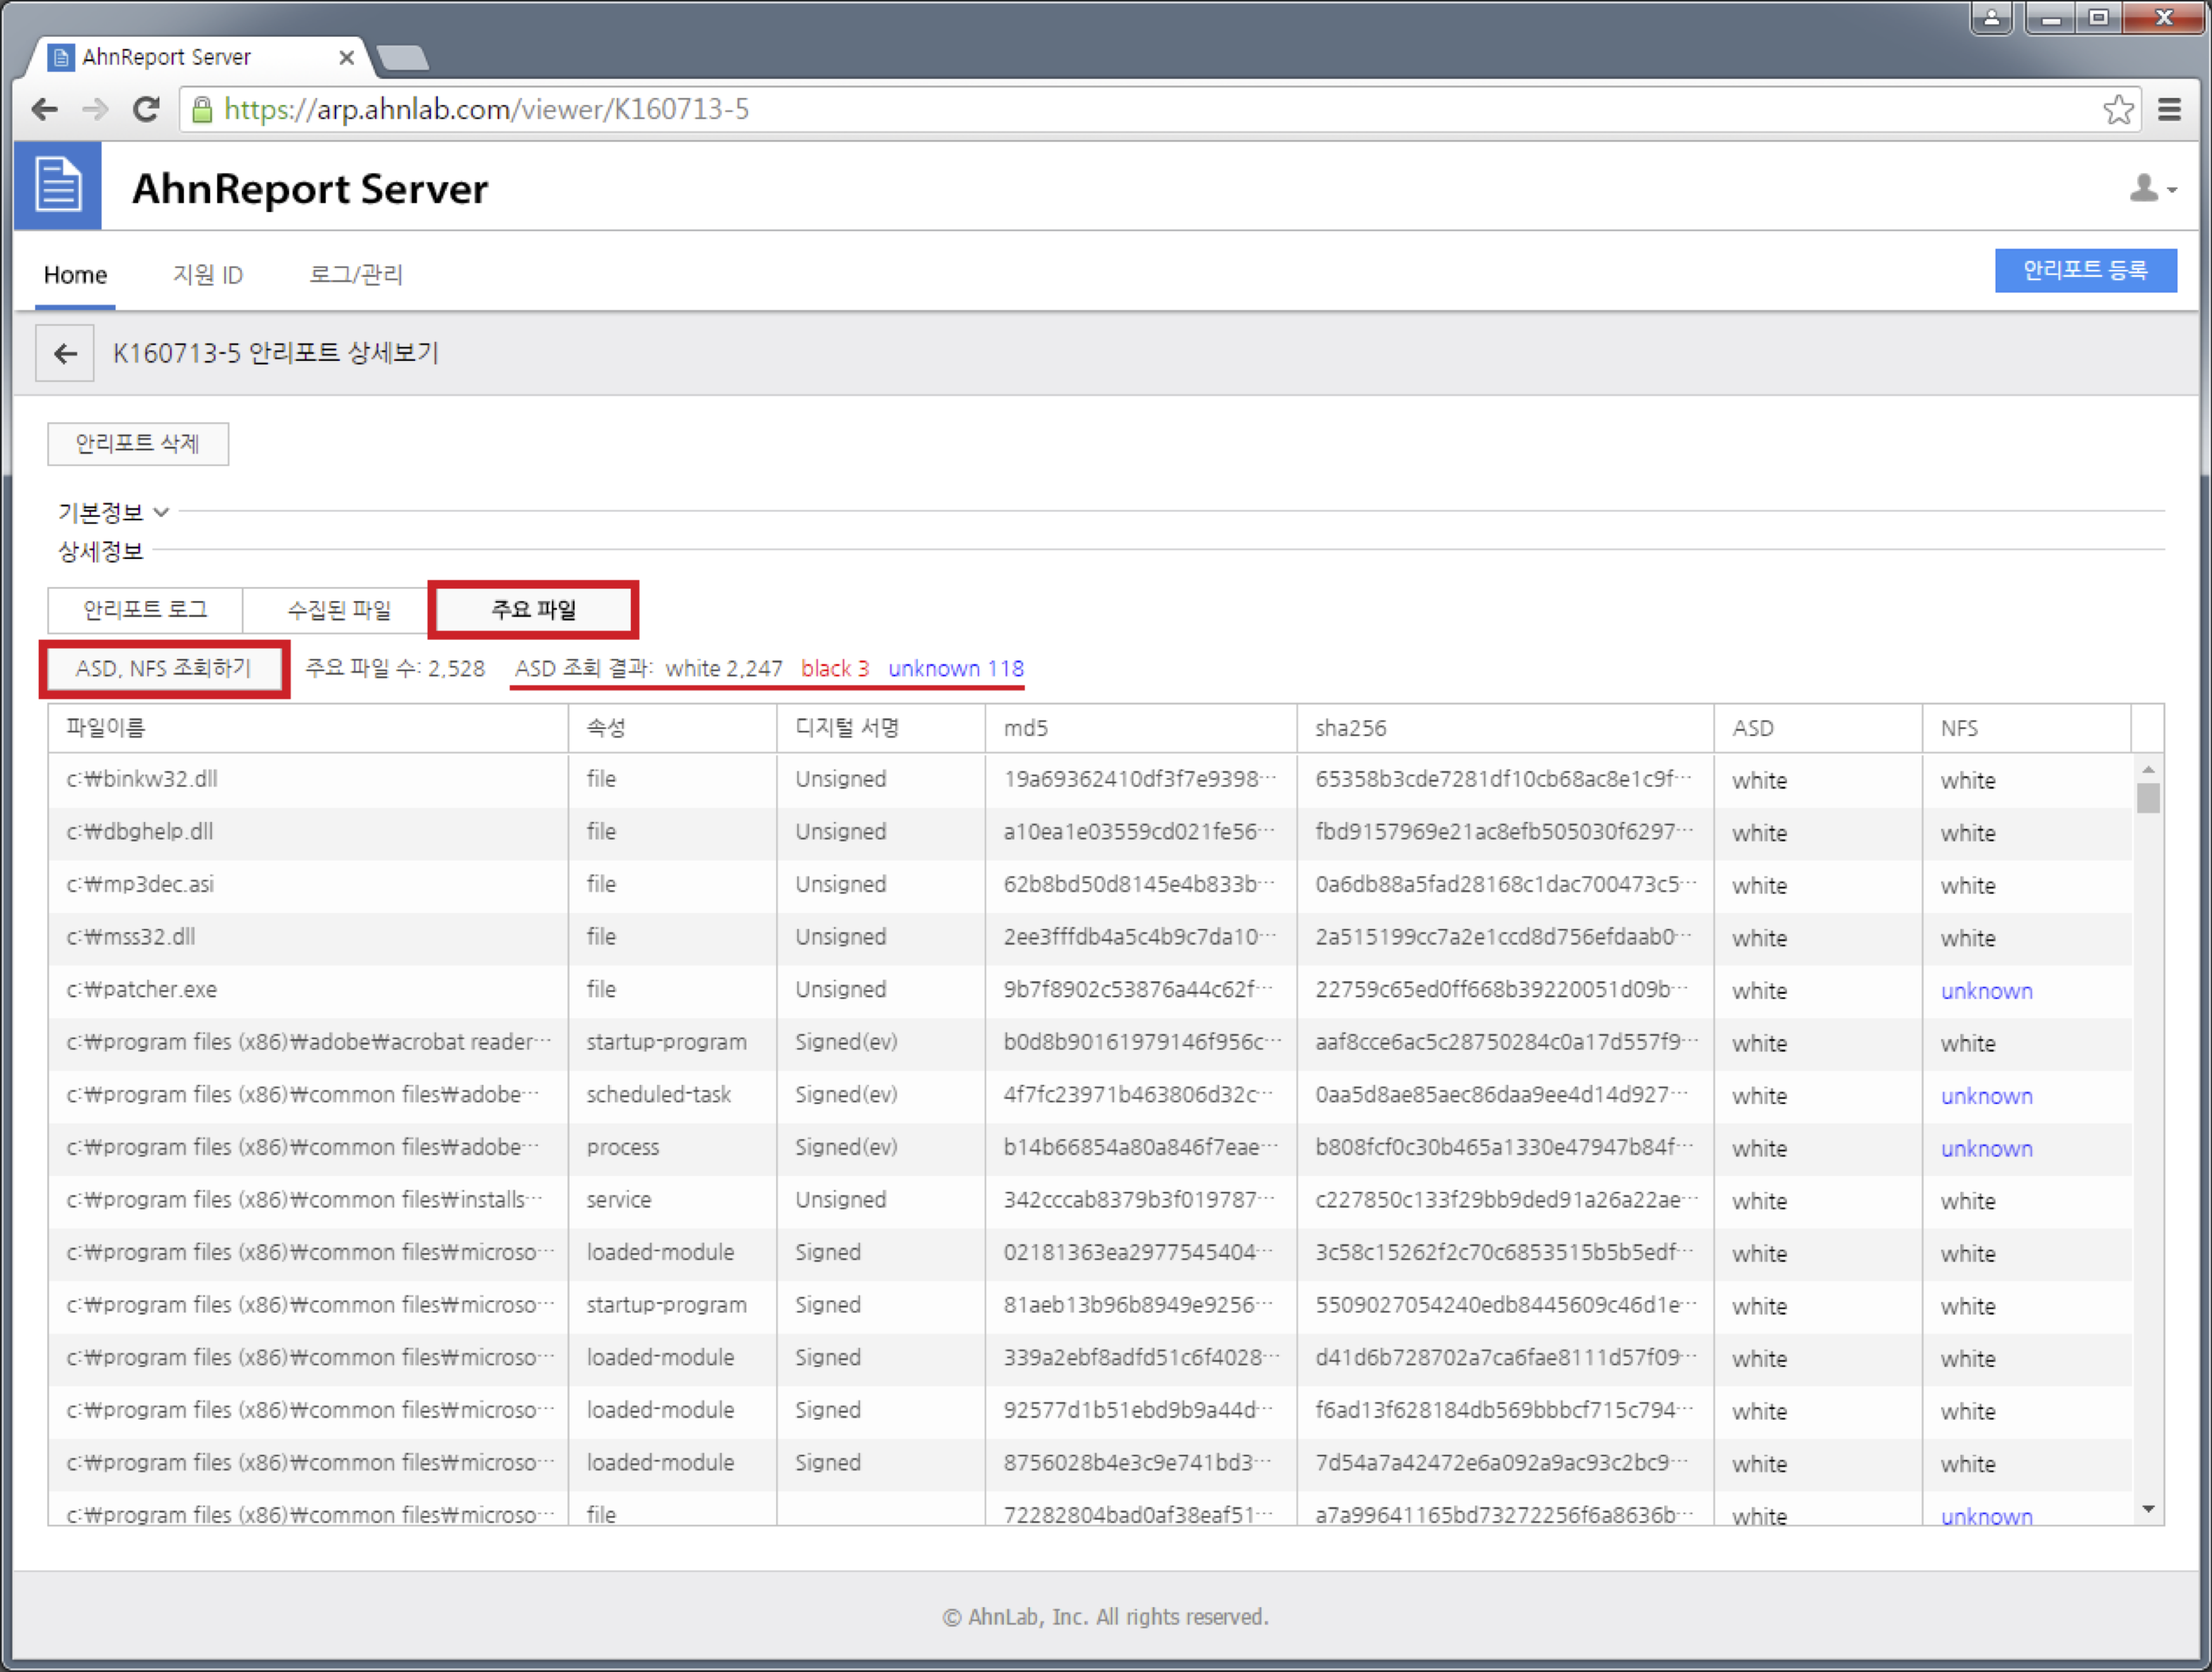 AhnReport Server
https://arp.ahnlab.com/viewer/K160713-5
AhnReport Server
Home 지원 ID 로그/관리 안리포트 등록
K160713-5 안리포트 상세보기
안리포트 삭제
기본정보
상세정보
안리포트 로그 수집된 파일 주요 파일
ASD, NFS 조회하기 주요 파일 수: 2,528 ASD 조회 결과: white 2,247 black 3 unknown 118
파일이름 속성 디지털 서명 md5 sha256 ASD NFS
c:₩binkw32.dll file Unsigned 19a69362410df3f7e9398… 65358b3cde7281df10cb68ac8e1c9f… white white
c:₩dbghelp.dll file Unsigned a10ea1e03559cd021fe56… fbd9157969e21ac8efb505030f6297… white white
c:₩mp3dec.asi file Unsigned 62b8bd50d8145e4b833b… 0a6db88a5fad28168c1dac700473c5… white white
c:₩mss32.dll file Unsigned 2ee3fffdb4a5c4b9c7da10… 2a515199cc7a2e1ccd8d756efdaab0… white white
c:₩patcher.exe file Unsigned 9b7f8902c53876a44c62f… 22759c65ed0ff668b39220051d09b… white unknown
c:₩program files (x86)₩adobe₩acrobat reader… startup-program Signed(ev) b0d8b90161979146f956c… aaf8cce6ac5c28750284c0a17d557f9… white white
c:₩program files (x86)₩common files₩adobe… scheduled-task Signed(ev) 4f7fc23971b463806d32c… 0aa5d8ae85aec86daa9ee4d14d927… white unknown
c:₩program files (x86)₩common files₩adobe… process Signed(ev) b14b66854a80a846f7eae… b808fcf0c30b465a1330e47947b84f… white unknown
c:₩program files (x86)₩common files₩installs… service Unsigned 342cccab8379b3f019787… c227850c133f29bb9ded91a26a22ae… white white
c:₩program files (x86)₩common files₩microso… loaded-module Signed 02181363ea2977545404… 3c58c15262f2c70c6853515b5b5edf… white white
c:₩program files (x86)₩common files₩microso… startup-program Signed 81aeb13b96b8949e9256… 5509027054240edb8445609c46d1e… white white
c:₩program files (x86)₩common files₩microso… loaded-module Signed 339a2ebf8adfd51c6f4028… d41d6b728702a7ca6fae8111d57f09… white white
c:₩program files (x86)₩common files₩microso… loaded-module Signed 92577d1b51ebd9b9a44d… f6ad13f628184db569bbbcf715c794… white white
c:₩program files (x86)₩common files₩microso… loaded-module Signed 8756028b4e3c9e741bd3… 7d54a7a42472e6a092a9ac93c2bc9… white white
c:₩program files (x86)₩common files₩microso… file 72282804bad0af38eaf51… a7a99641165bd73272256f6a8636b… white unknown
© AhnLab, Inc. All rights reserved.